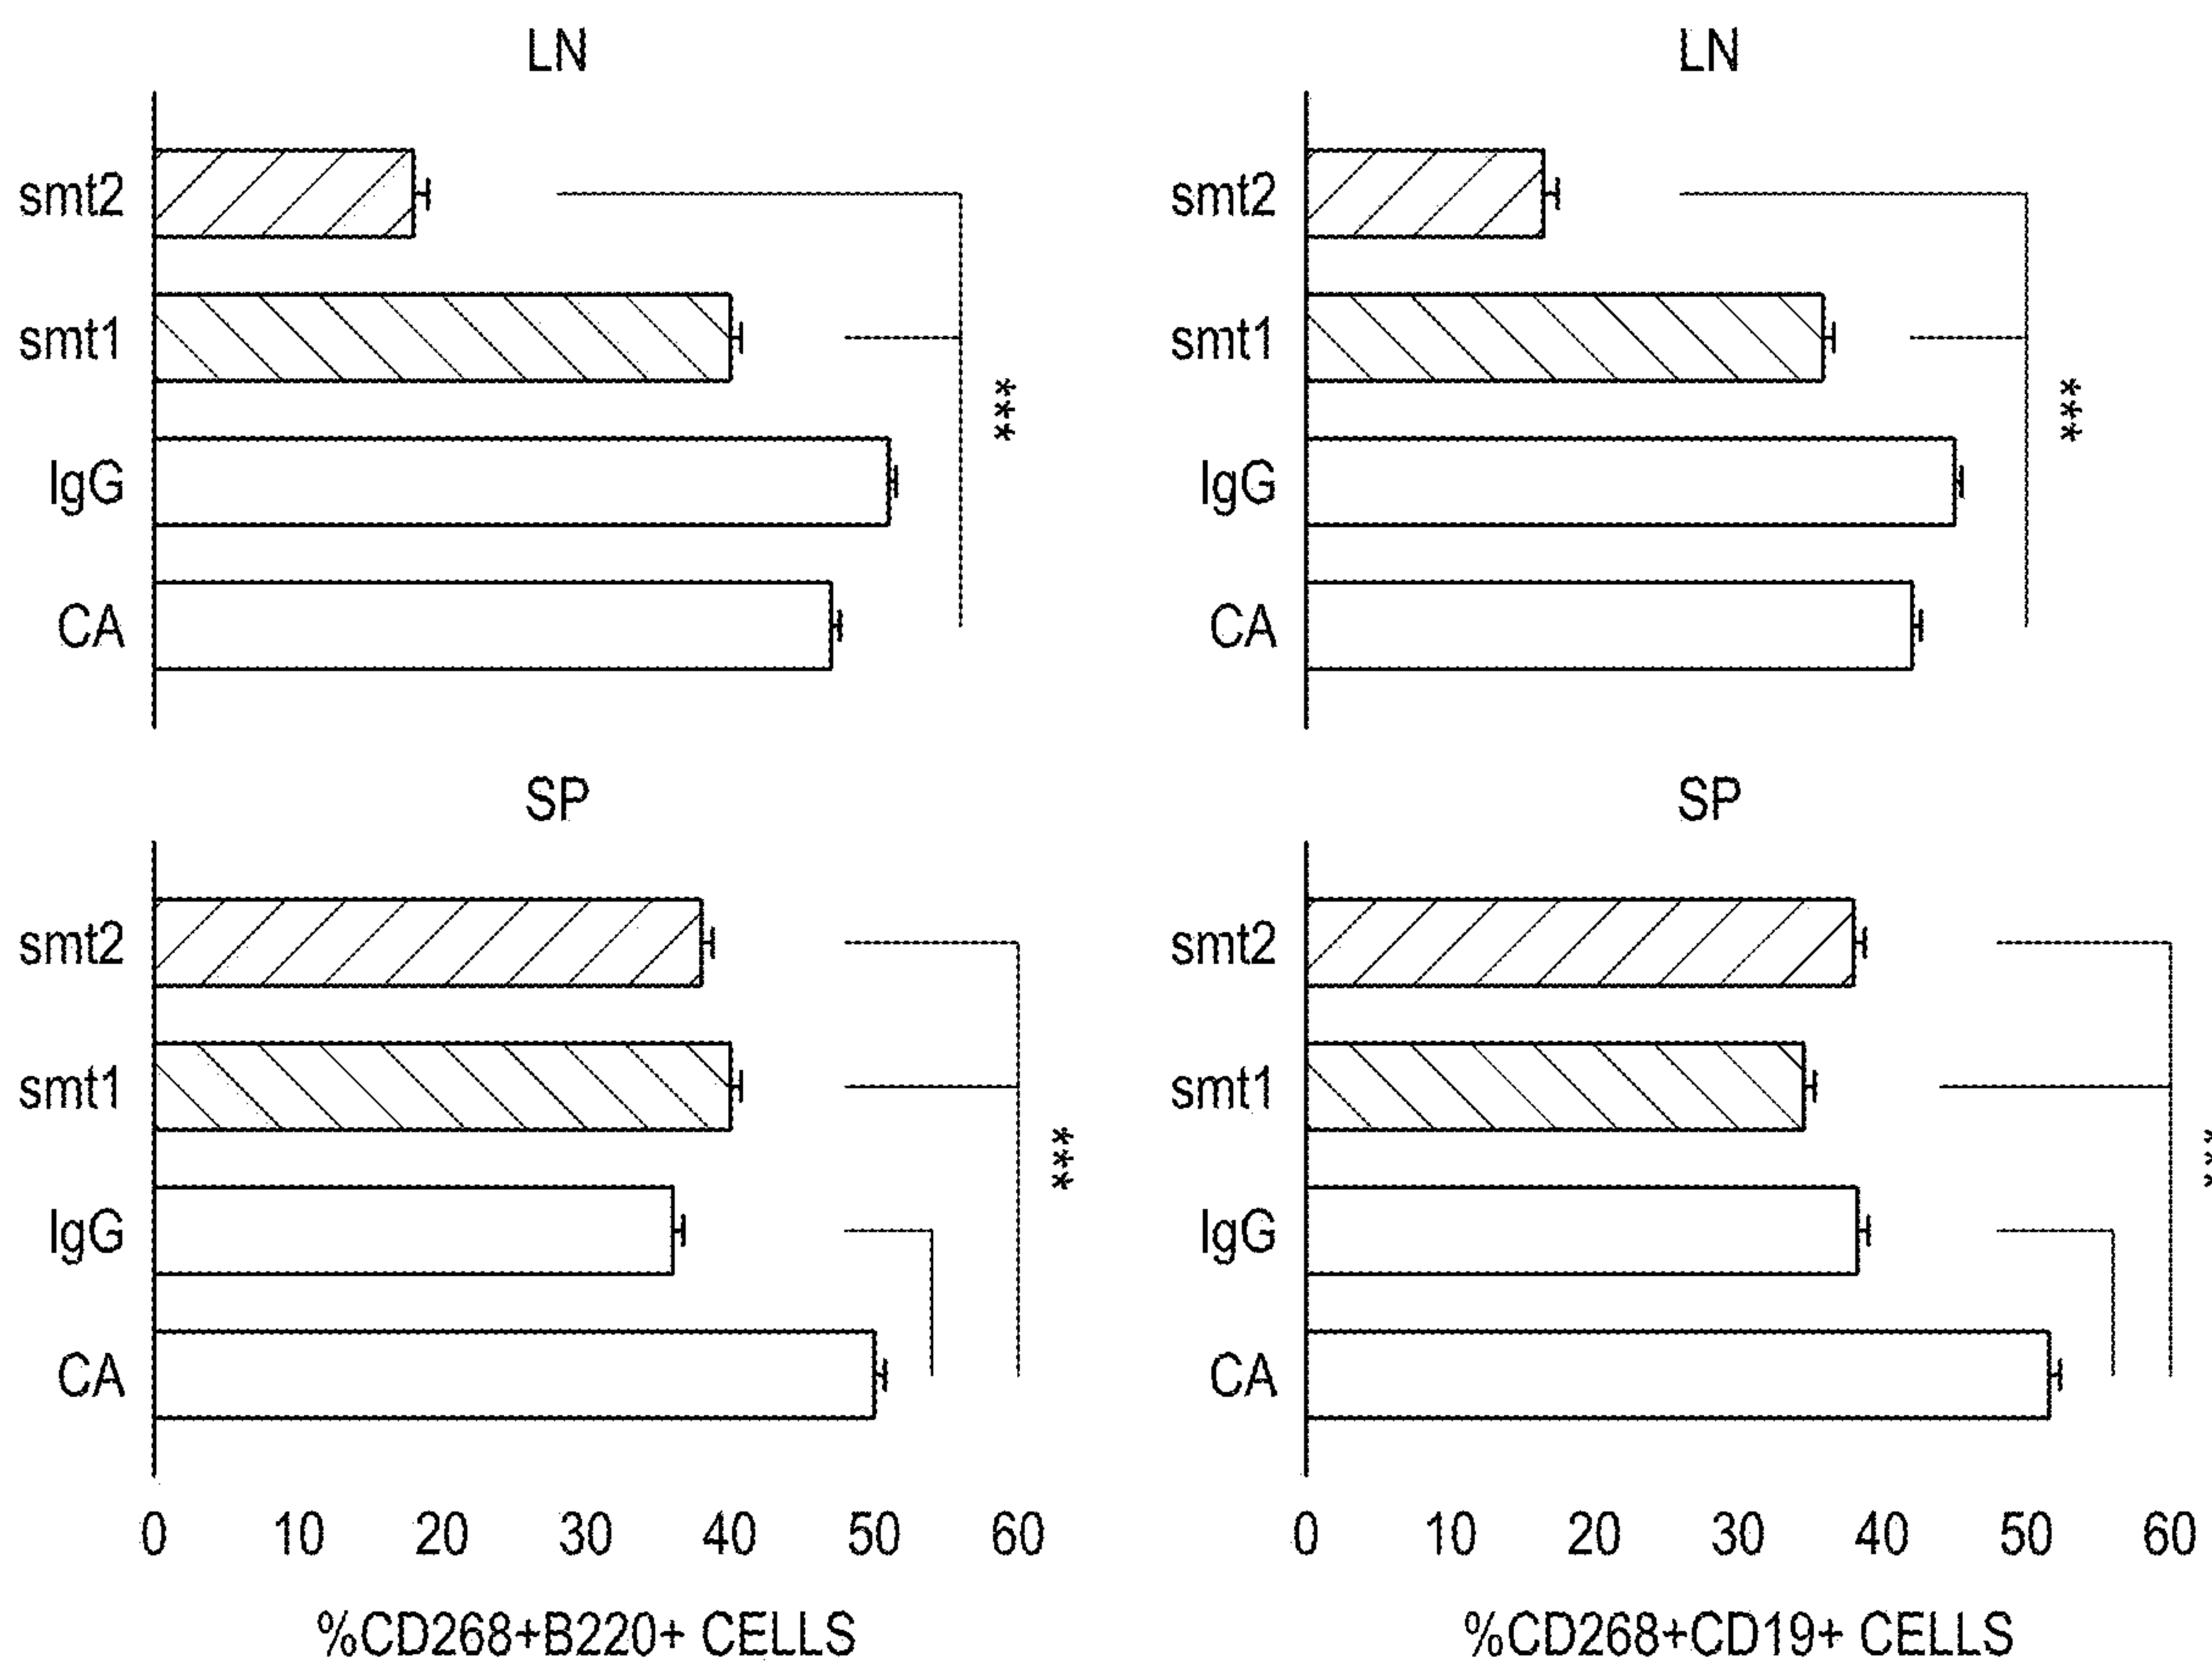 LN
smt2
smt1
IgG
CA
***
SP
smt2
smt1
IgG
CA
***
0 10 20 30 40 50 60
%CD268+B220+ CELLS
LN
smt2
smt1
IgG
CA
***
SP
smt2
smt1
IgG
CA
***
0 10 20 30 40 50 60
%CD268+CD19+ CELLS